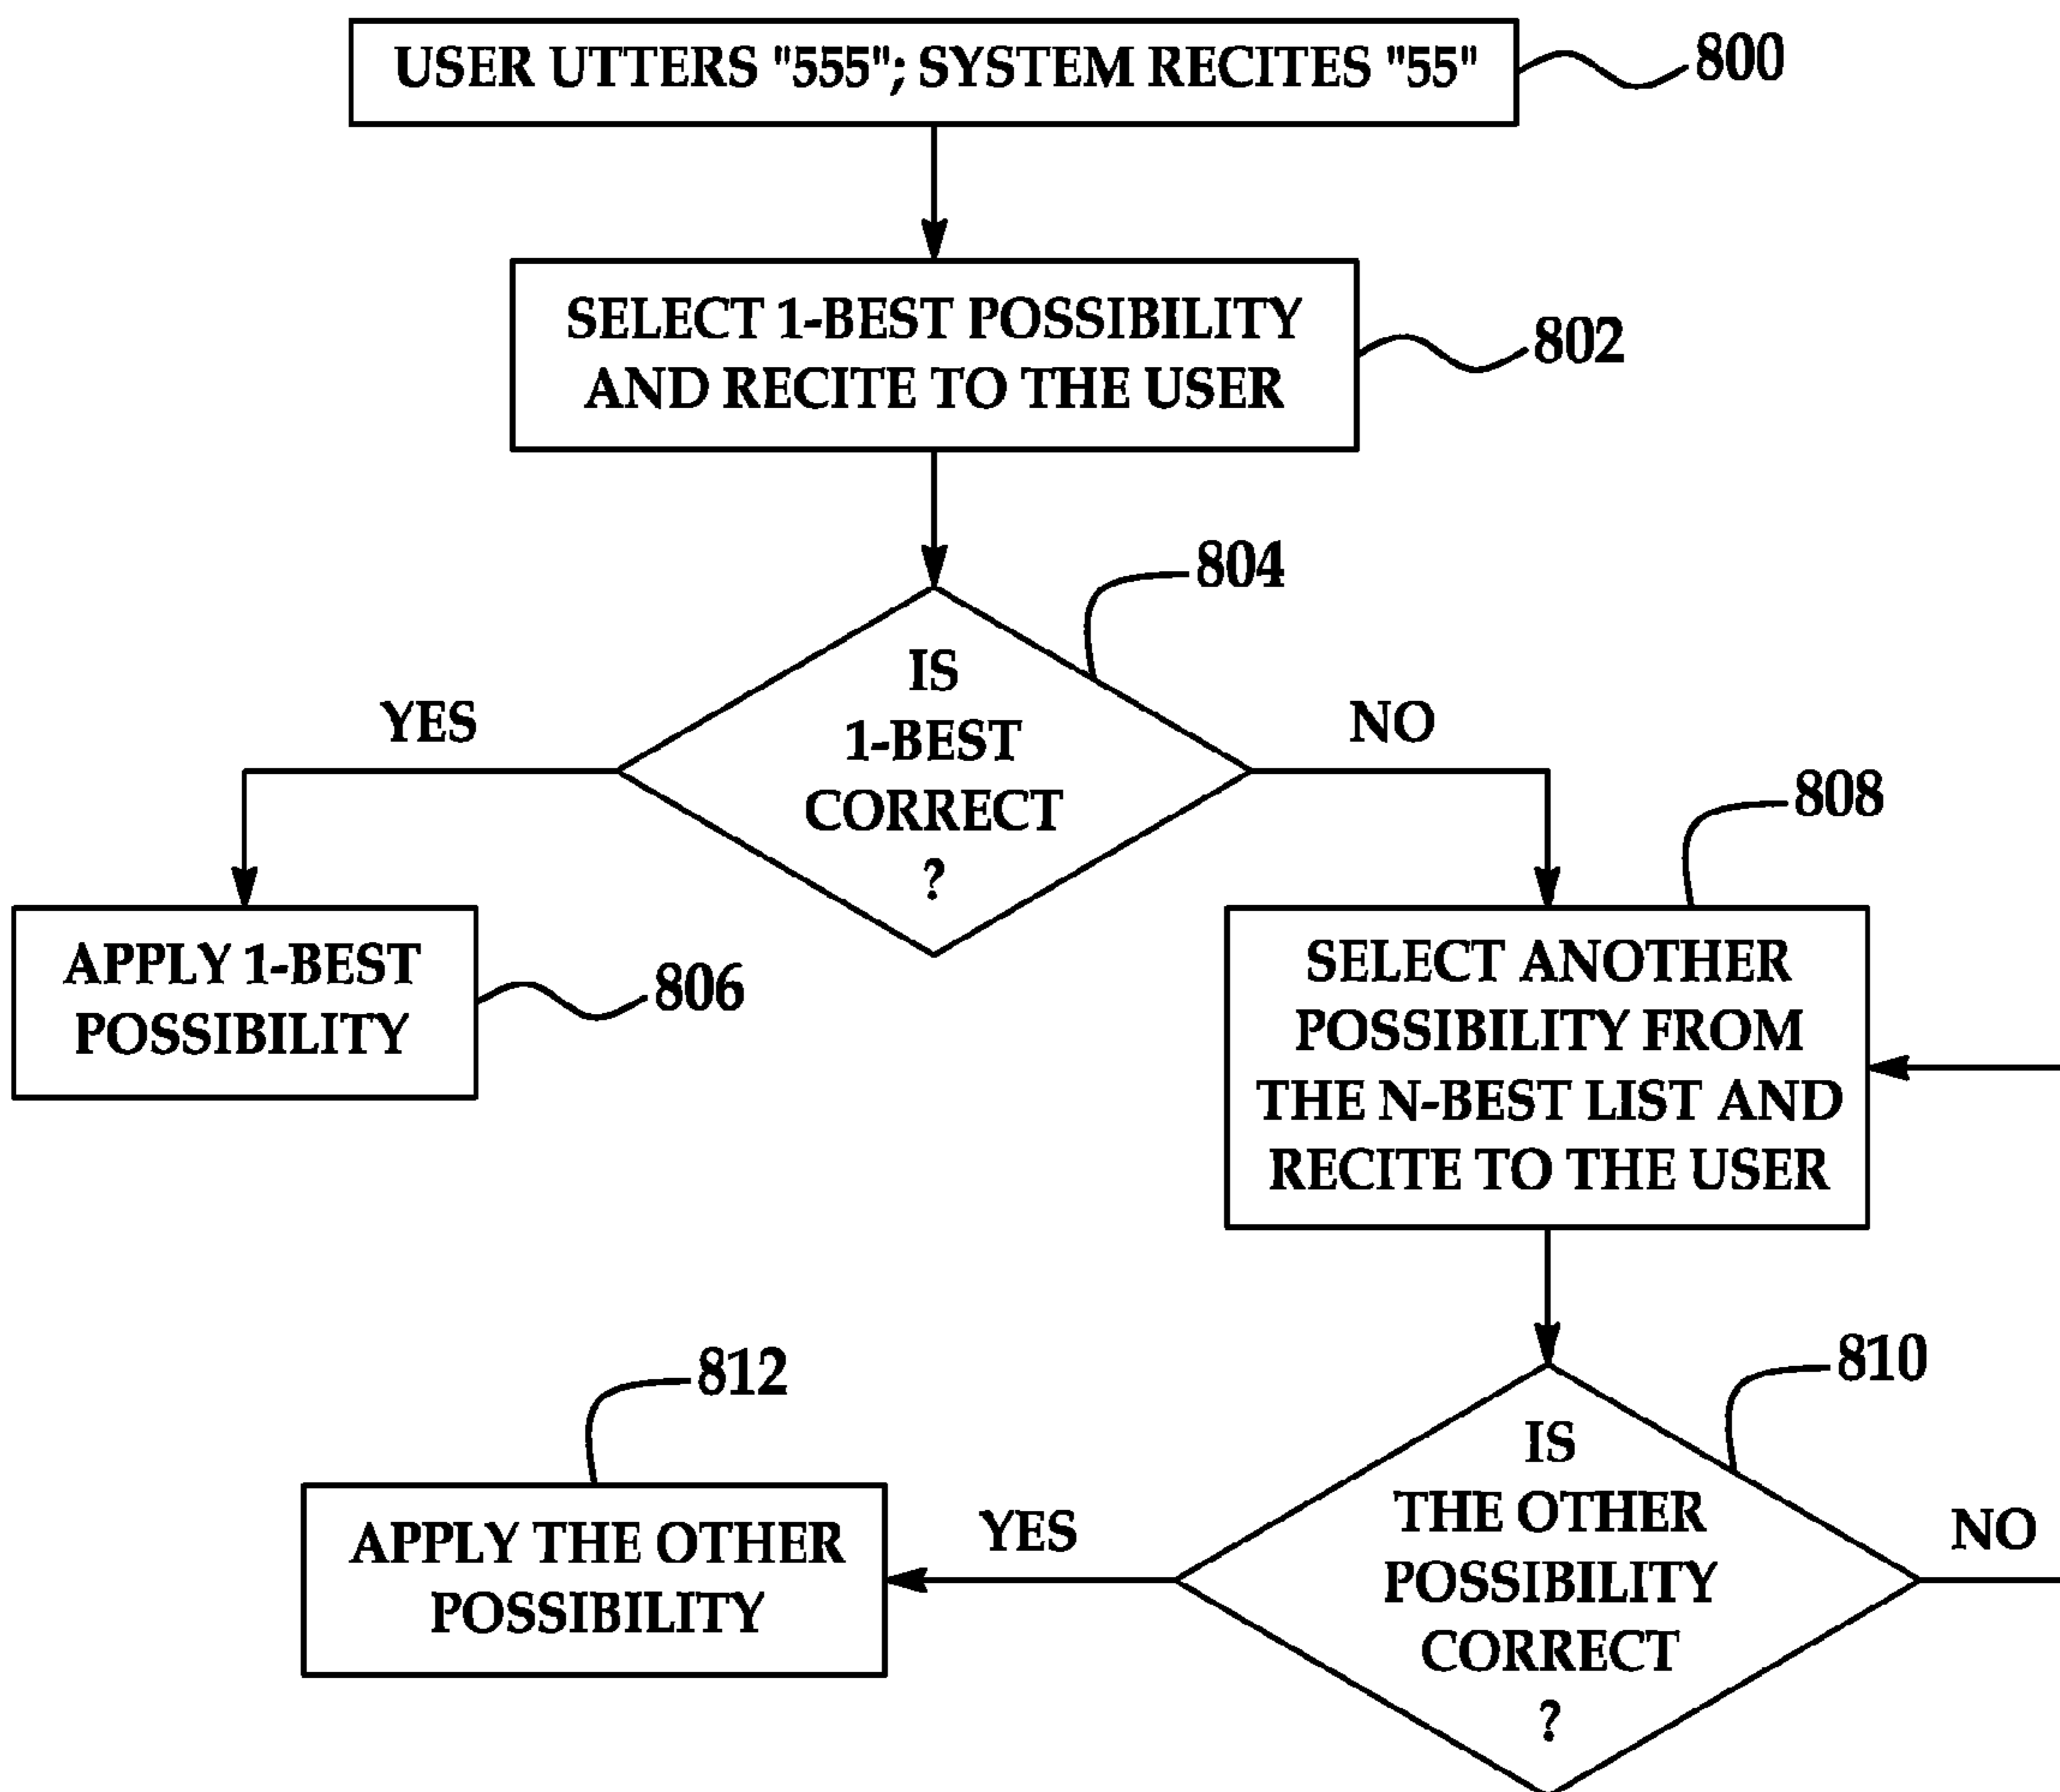 USER UTTERS "555"; SYSTEM RECITES "55"
800
SELECT 1-BEST POSSIBILITY
AND RECITE TO THE USER
802
804
IS
1-BEST
CORRECT
?
YES
NO
808
APPLY 1-BEST
POSSIBILITY
806
SELECT ANOTHER
POSSIBILITY FROM
THE N-BEST LIST AND
RECITE TO THE USER
812
810
APPLY THE OTHER
POSSIBILITY
YES
IS
THE OTHER
POSSIBILITY
CORRECT
?
NO